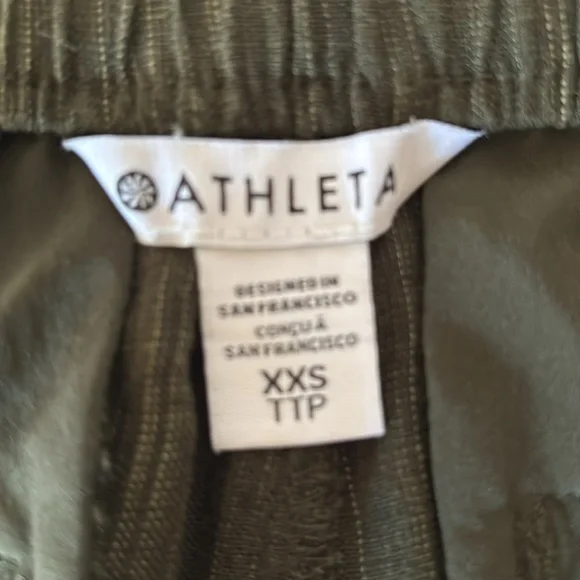 ATHLETA
DESIGNED IN
SAN FRANCISCO
CONÇU À
SAN FRANCISCO
XXS
TTP